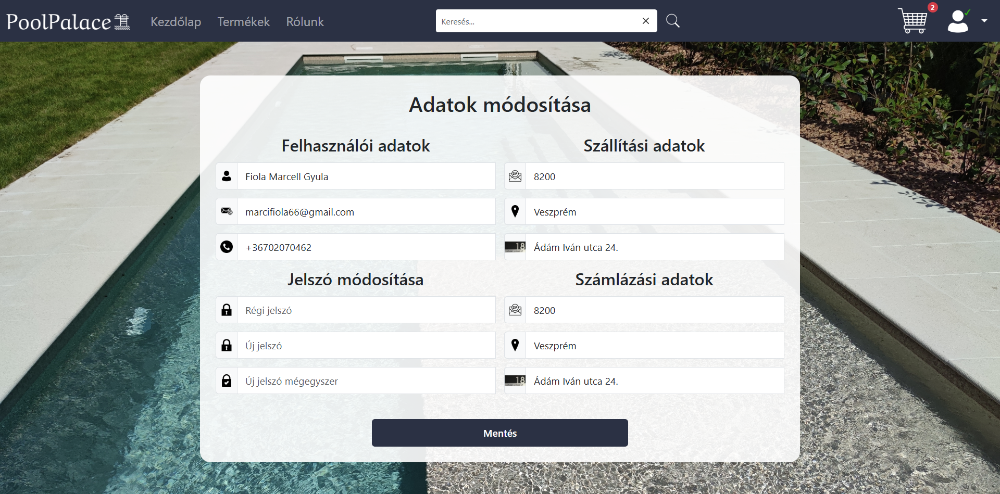 PoolPalace Kezdőlap Termékek Rólunk Keresés... 2
Adatok módosítása
Felhasználói adatok
Fiola Marcell Gyula
marcifiola66@gmail.com
+36702070462
Szállítási adatok
ZIP 8200
Veszprém
18 Ádám Iván utca 24.
Jelszó módosítása
Régi jelszó
Új jelszó
Új jelszó mégegyszer
Számlázási adatok
ZIP 8200
Veszprém
18 Ádám Iván utca 24.
Mentés